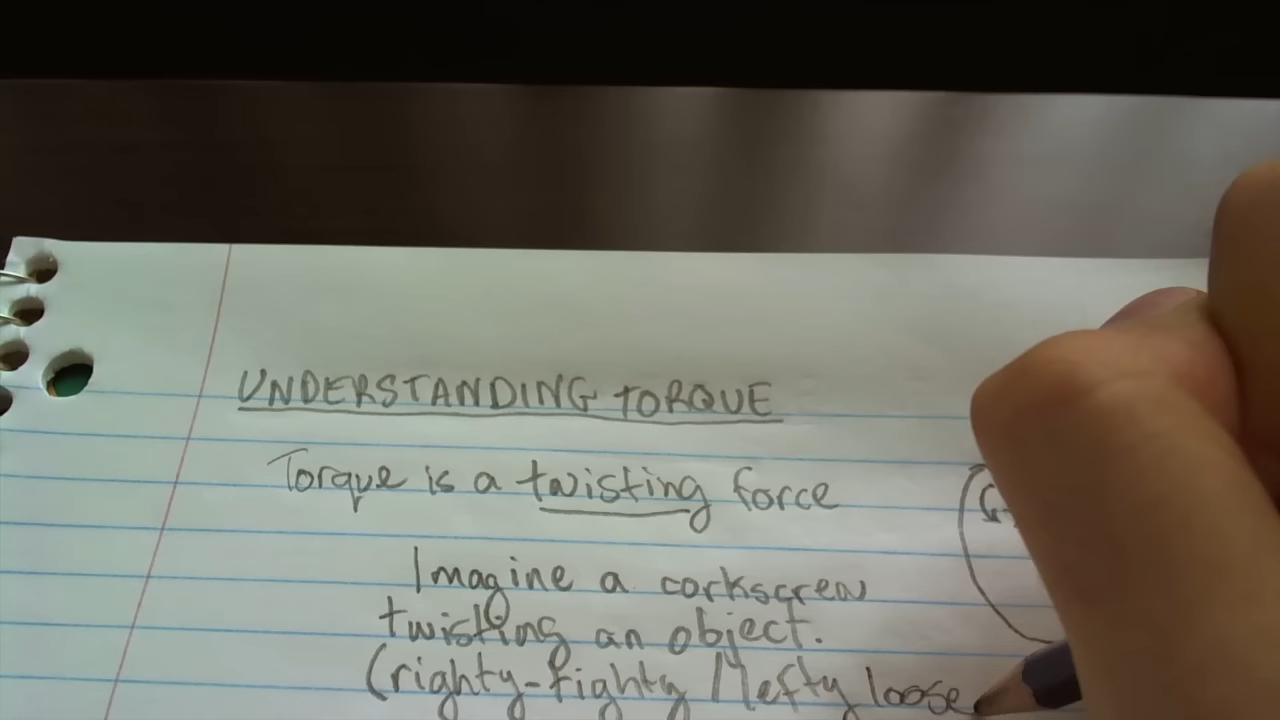 UNDERSTANDING TORQUE
Torque is a twisting force
Imagine a corkscrew
twisting an object.
(righty-tighty / lefty loose